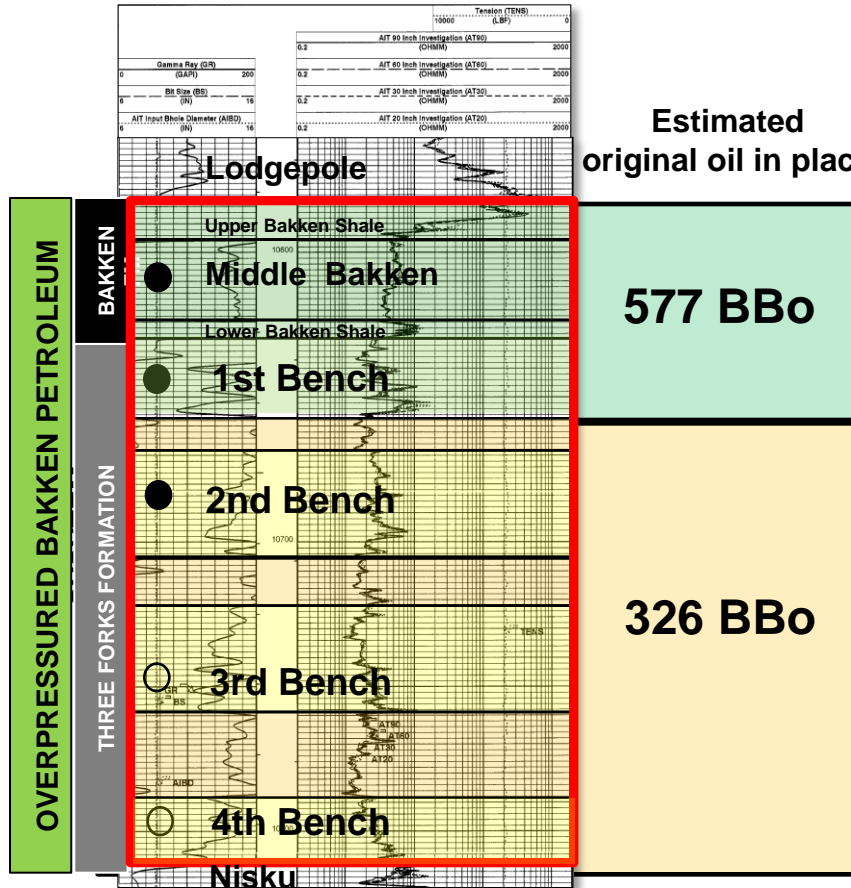 Tension (TENS)
10000 (LBF) 0
AIT 90 Inch Investigation (AT90)
0.2 (OHMM) 2000
Gamma Ray (GR)
0 (GAPI) 200
AIT 60 Inch Investigation (AT60)
0.2 (OHMM) 2000
Bit Size (BS)
6 (IN) 16
AIT 30 Inch Investigation (AT30)
0.2 (OHMM) 2000
AIT Input Bhole Diameter (AIBD)
6 (IN) 16
AIT 20 Inch Investigation (AT20)
0.2 (OHMM) 2000
Estimated
original oil in plac
Lodgepole
OVERPRESSURED BAKKEN PETROLEUM
BAKKEN
THREE FORKS FORMATION
Upper Bakken Shale
10600
Middle Bakken
Lower Bakken Shale
1st Bench
577 BBo
2nd Bench
10700
326 BBo
TENS
3rd Bench
GR
BS
AT90
AT60
AT30
AT20
AIBD
4th Bench
Nisku